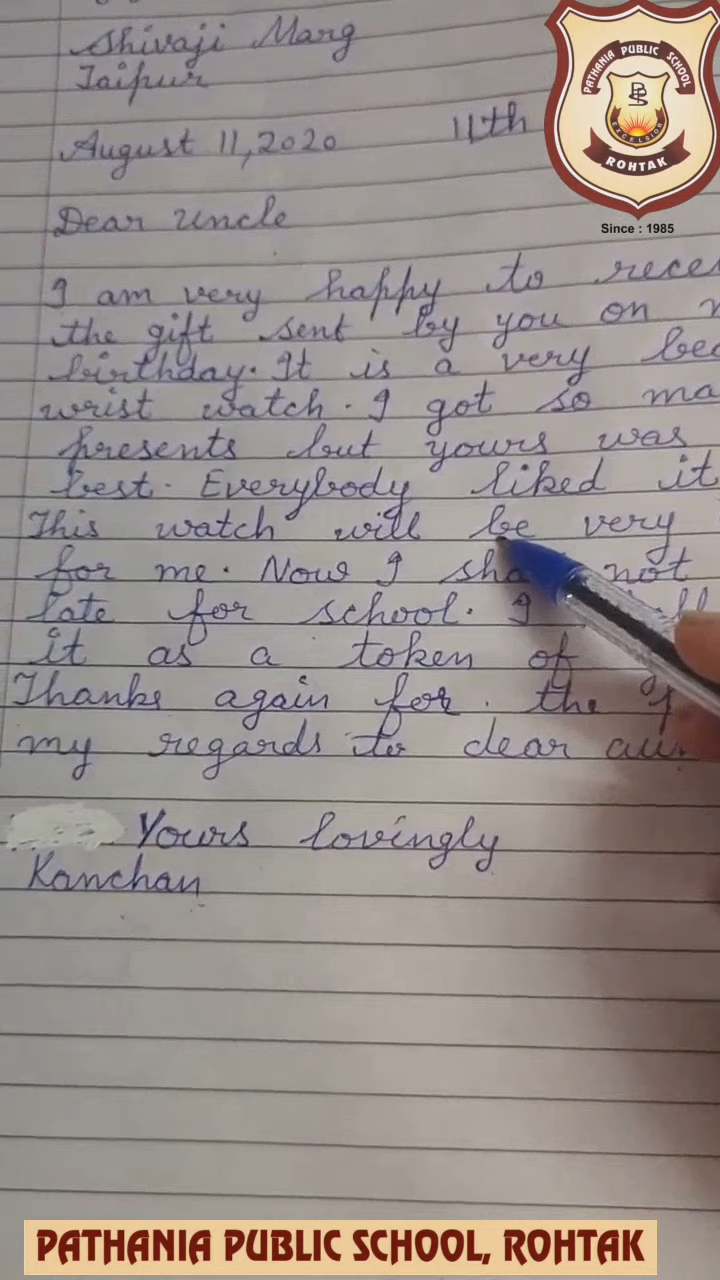 Shivaji Marg
Jaipur
August 11, 2020 11th
PATHANIA PUBLIC SCHOOL
PPS
EXCELSIOR
ROHTAK
Since : 1985
Dear Uncle
I am very happy to
the gift sent by you on
birthday. It is a very
wrist watch. I got so
presents but yours was
best. Everybody liked it
This watch will be very
for me. Now I not
late for school. I
it as a token of
Thanks again for the
my regards to dear
Yours lovingly
Kanchan
PATHANIA PUBLIC SCHOOL, ROHTAK